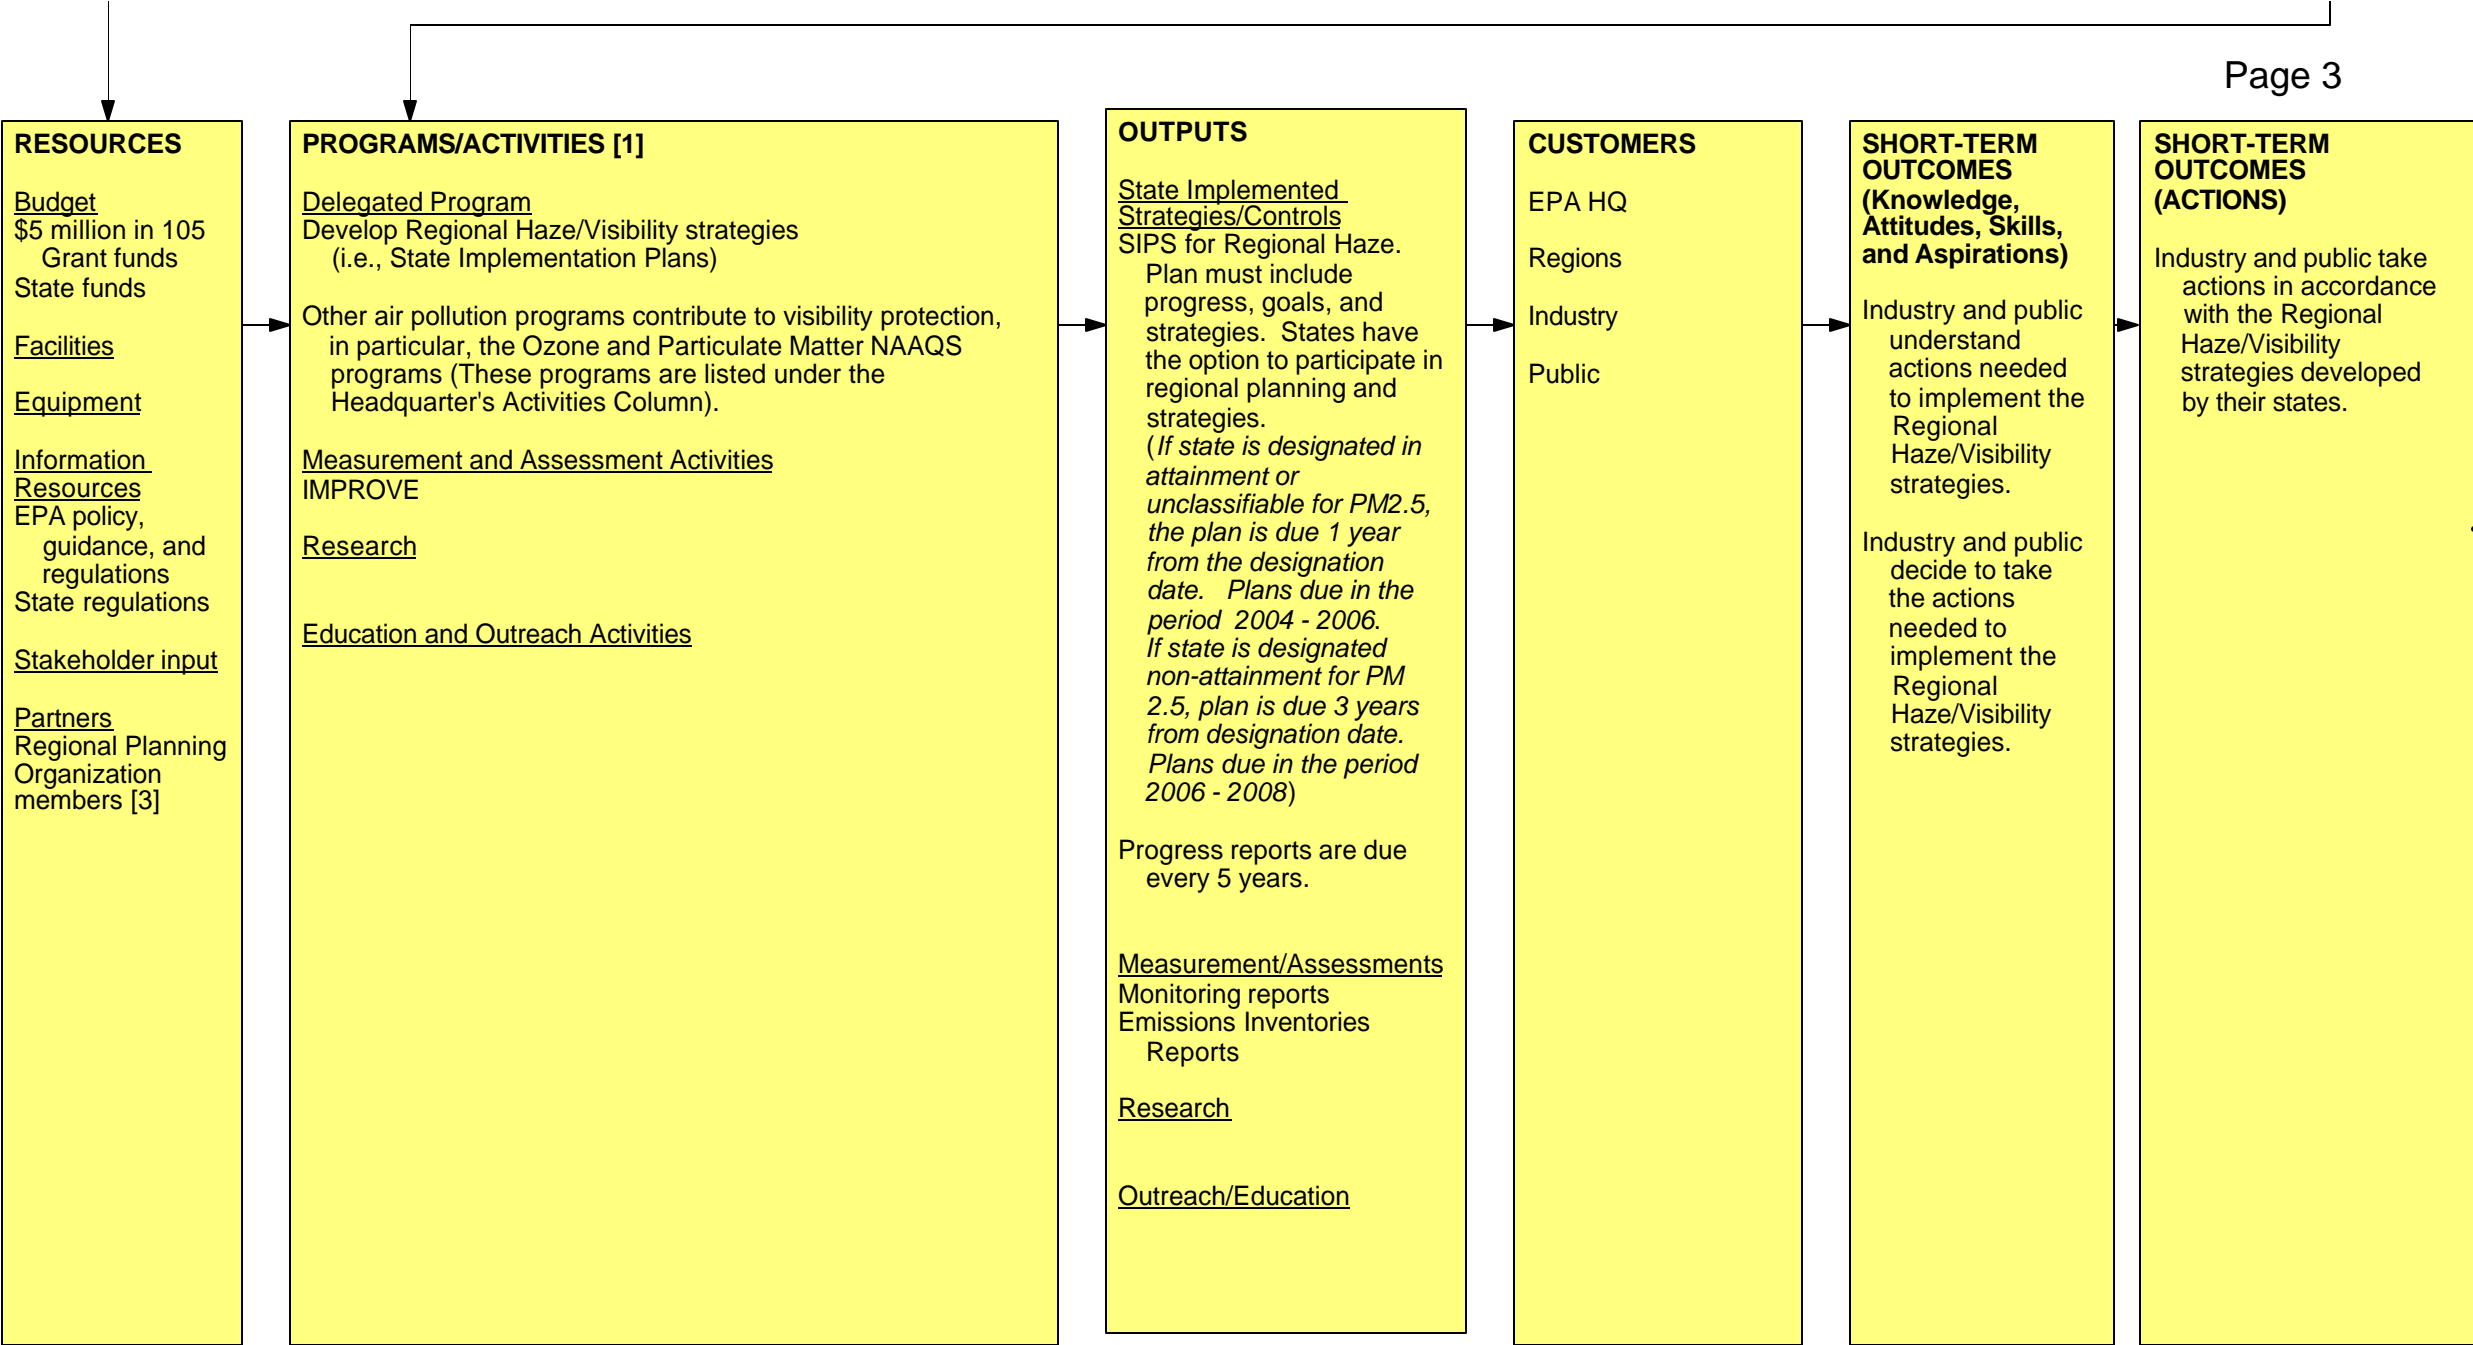 Page 3
RESOURCES
Budget
$5 million in 105
Grant funds
State funds
Facilities
Equipment
Information
Resources
EPA policy,
guidance, and
regulations
State regulations
Stakeholder input
Partners
Regional Planning
Organization
members [3]
PROGRAMS/ACTIVITIES [1]
Delegated Program
Develop Regional Haze/Visibility strategies
(i.e., State Implementation Plans)
Other air pollution programs contribute to visibility protection,
in particular, the Ozone and Particulate Matter NAAQS
programs (These programs are listed under the
Headquarter's Activities Column).
Measurement and Assessment Activities
IMPROVE
Research
Education and Outreach Activities
OUTPUTS
State Implemented
Strategies/Controls
SIPS for Regional Haze.
Plan must include
progress, goals, and
strategies.  States have
the option to participate in
regional planning and
strategies.
(If state is designated in
attainment or
unclassifiable for PM2.5,
the plan is due 1 year
from the designation
date.   Plans due in the
period  2004 - 2006.
If state is designated
non-attainment for PM
2.5, plan is due 3 years
from designation date.
Plans due in the period
2006 - 2008)
Progress reports are due
every 5 years.
Measurement/Assessments
Monitoring reports
Emissions Inventories
Reports
Research
Outreach/Education
CUSTOMERS
EPA HQ
Regions
Industry
Public
SHORT-TERM
OUTCOMES
(Knowledge,
Attitudes, Skills,
and Aspirations)
Industry and public
understand
actions needed
to implement the
Regional
Haze/Visibility
strategies.
Industry and public
decide to take
the actions
needed to
implement the
Regional
Haze/Visibility
strategies.
SHORT-TERM
OUTCOMES
(ACTIONS)
Industry and public take
actions in accordance
with the Regional
Haze/Visibility
strategies developed
by their states.